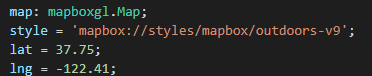 map: mapboxgl.Map;
style = 'mapbox://styles/mapbox/outdoors-v9';
lat = 37.75;
lng = -122.41;